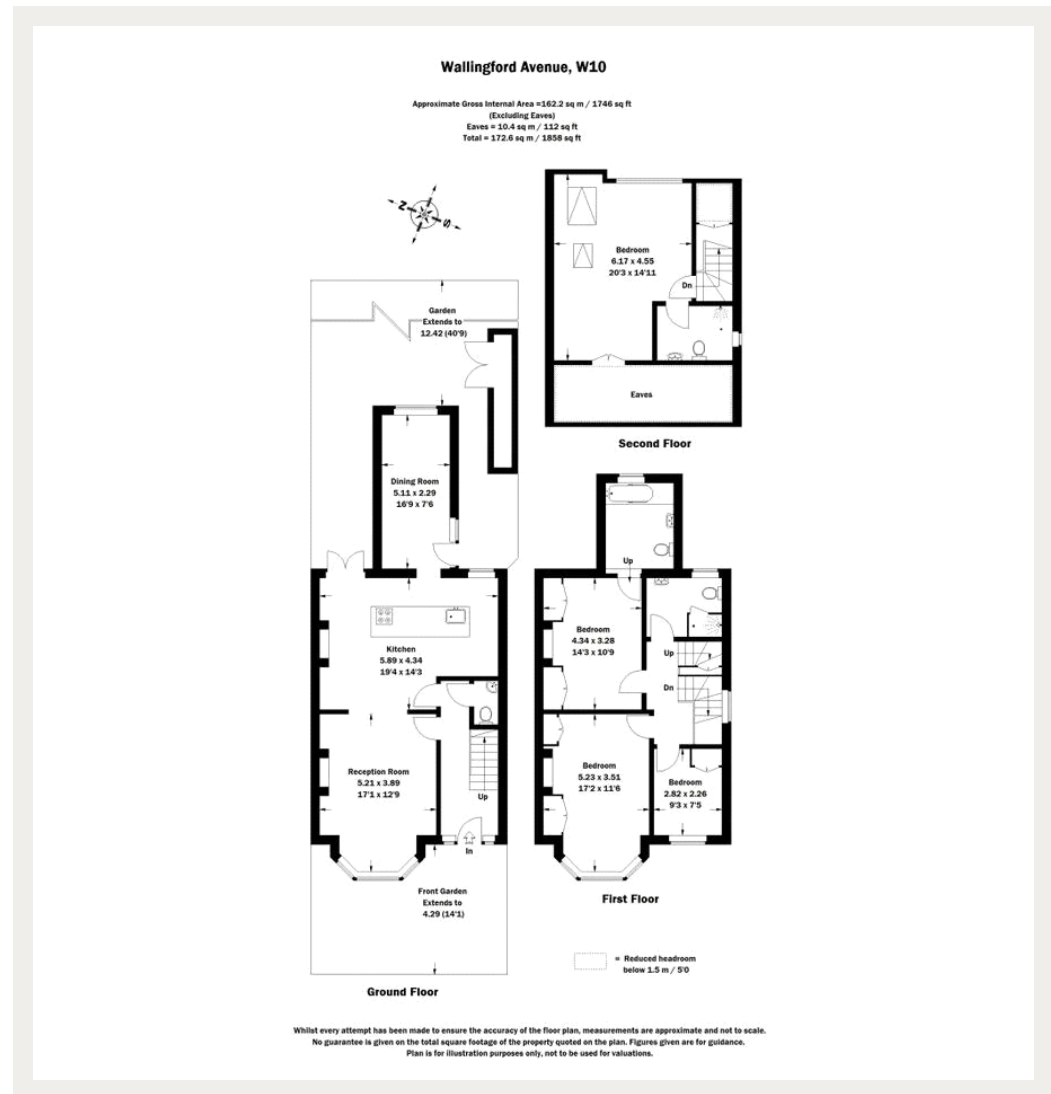 Wallingford Avenue, W10
Approximate Gross Internal Area =162.2 sq m / 1746 sq ft
(Excluding Eaves)
Eaves = 10.4 sq m / 112 sq ft
Total = 172.6 sq m / 1858 sq ft
N
S
Bedroom
6.17 x 4.55
20'3 x 14'11
Dn
Eaves
Second Floor
Garden
Extends to
12.42 (40'9)
Dining Room
5.11 x 2.29
16'9 x 7'6
Kitchen
5.89 x 4.34
19'4 x 14'3
Reception Room
5.21 x 3.89
17'1 x 12'9
Up
In
Front Garden
Extends to
4.29 (14'1)
Ground Floor
Up
Bedroom
4.34 x 3.28
14'3 x 10'9
Up
Dn
Bedroom
5.23 x 3.51
17'2 x 11'6
Bedroom
2.82 x 2.26
9'3 x 7'5
First Floor
= Reduced headroom
below 1.5 m / 5'0
Whilst every attempt has been made to ensure the accuracy of the floor plan, measurements are approximate and not to scale.
No guarantee is given on the total square footage of the property quoted on the plan. Figures given are for guidance.
Plan is for illustration purposes only, not to be used for valuations.